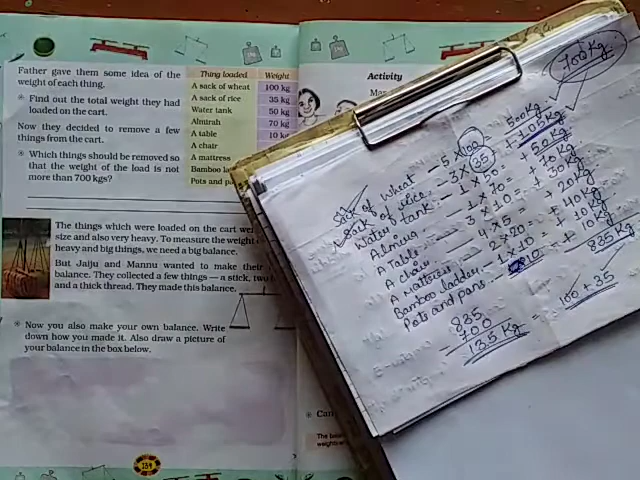 Father gave them some idea of the
weight of each thing.
Find out the total weight they had
loaded on the cart.
Now they decided to remove a few
things from the cart.
Which things should be removed so
that the weight of the load is not
more than 700 kgs?
Thing loaded Weight
A sack of wheat 100 kg
A sack of rice 35 kg
Water tank 50 kg
Almirah 70 kg
A table 10 k
A chair
A mattress
Bamboo la
Pots and p
The things which were loaded on the cart wer
size and also very heavy. To measure the weight
heavy and big things, we need a big balance.
But Jaiju and Mannu wanted to make their
balance. They collected a few things — a stick, two
and a thick thread. They made this balance.
Now you also make your own balance. Write
down how you made it. Also draw a picture of
your balance in the box below.
134
Activity
Can
700 Kg
Sack of wheat - 5 × 100 500 Kg
Sack of rice - 3 × 35 + 105 Kg
Water tank - 1 × 50 = + 50 Kg
Almirah - 1 × 70 = + 70 Kg
A Table - 3 × 10 = + 30 Kg
A chair - 4 × 5 = + 20 Kg
A mattress - 2 × 20 = + 40 Kg
Bamboo ladder - 1 × 10 = + 10 Kg
Pots and pans + 10 Kg
835 Kg
835
- 700
135 Kg = 100 + 35